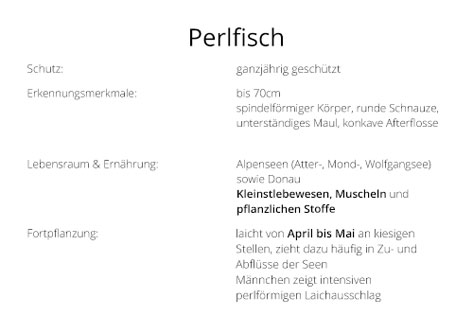 Perlfisch
Schutz: ganzjährig geschützt
Erkennungsmerkmale: bis 70cm
spindelförmiger Körper, runde Schnauze,
unterständiges Maul, konkave Afterflosse
Lebensraum & Ernährung: Alpenseen (Atter-, Mond-, Wolfgangsee)
sowie Donau
Kleinstlebewesen, Muscheln und
pflanzlichen Stoffe
Fortpflanzung: laicht von April bis Mai an kiesigen
Stellen, zieht dazu häufig in Zu- und
Abflüsse der Seen
Männchen zeigt intensiven
perlförmigen Laichausschlag